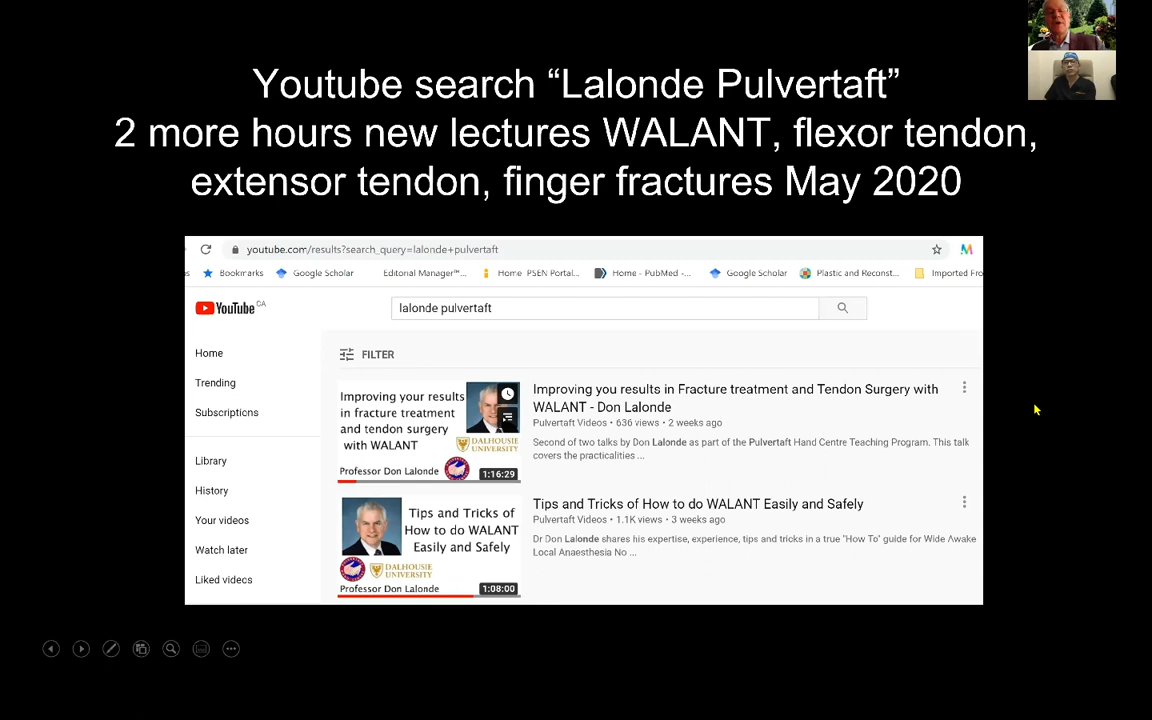 Youtube search “Lalonde Pulvertaft”
2 more hours new lectures WALANT, flexor tendon,
extensor tendon, finger fractures May 2020
youtube.com/results?search_query=lalonde+pulvertaft
Bookmarks
Google Scholar
Editorial Manager™...
Home PSEN Portal...
Home - PubMed -...
Google Scholar
Plastic and Reconst...
Imported Fro
YouTube CA
lalonde pulvertaft
Home
Trending
Subscriptions
Library
History
Your videos
Watch later
Liked videos
FILTER
Improving you results
in fracture treatment
and tendon surgery
with WALANT
DALHOUSIE
UNIVERSITY
Professor Don Lalonde
1:16:29
Improving you results in Fracture treatment and Tendon Surgery with
WALANT - Don Lalonde
Pulvertaft Videos • 636 views • 2 weeks ago
Second of two talks by Don Lalonde as part of the Pulvertaft Hand Centre Teaching Program. This talk
covers the practicalities ...
Tips and Tricks of
How to do WALANT
Easily and Safely
DALHOUSIE
UNIVERSITY
Professor Don Lalonde
1:08:00
Tips and Tricks of How to do WALANT Easily and Safely
Pulvertaft Videos • 1.1K views • 3 weeks ago
Dr Don Lalonde shares his expertise, experience, tips and tricks in a true "How To" guide for Wide Awake
Local Anaesthesia No ...